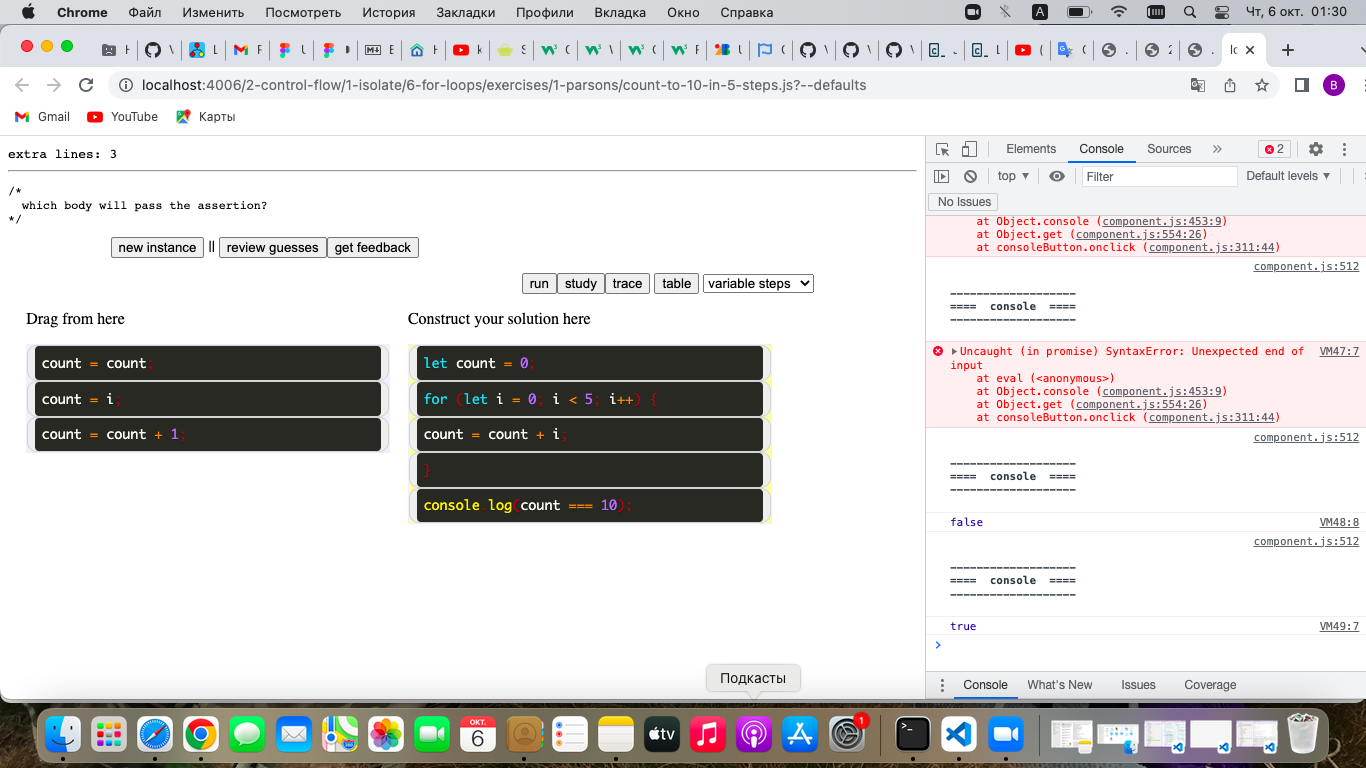 Chrome Файл Изменить Посмотреть История Закладки Профили Вкладка Окно Справка A Чт, 6 окт. 01:30
localhost:4006/2-control-flow/1-isolate/6-for-loops/exercises/1-parsons/count-to-10-in-5-steps.js?--defaults B
Gmail YouTube Карты
extra lines: 3
/*
which body will pass the assertion?
*/
new instance || review guesses get feedback
run study trace table variable steps
Drag from here
count = count;
count = i;
count = count + 1;
Construct your solution here
let count = 0;
for (let i = 0; i < 5; i++) {
count = count + i;
}
console log(count === 10);
Elements Console Sources » 2
top ▼ Filter Default levels ▼
No Issues
at Object.console (component.js:453:9)
at Object.get (component.js:554:26)
at consoleButton.onclick (component.js:311:44)
component.js:512
-------------------
==== console ====
-------------------
Uncaught (in promise) SyntaxError: Unexpected end of VM47:7
input
at eval (<anonymous>)
at Object.console (component.js:453:9)
at Object.get (component.js:554:26)
at consoleButton.onclick (component.js:311:44)
component.js:512
-------------------
==== console ====
-------------------
false VM48:8
component.js:512
-------------------
==== console ====
-------------------
true VM49:7
Console What's New Issues Coverage
Подкасты
ОКТ.
6
tv
1